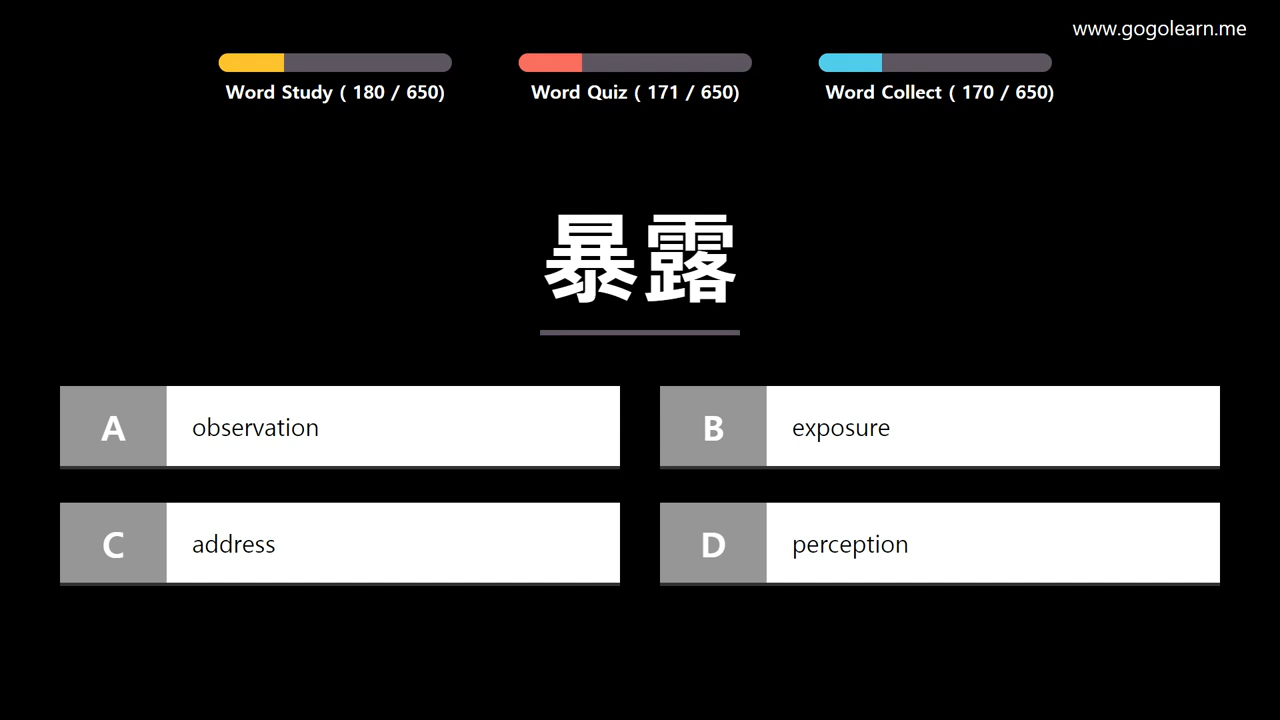 www.gogolearn.me
Word Study ( 180 / 650)
Word Quiz ( 171 / 650)
Word Collect ( 170 / 650)
暴露
A observation
B exposure
C address
D perception